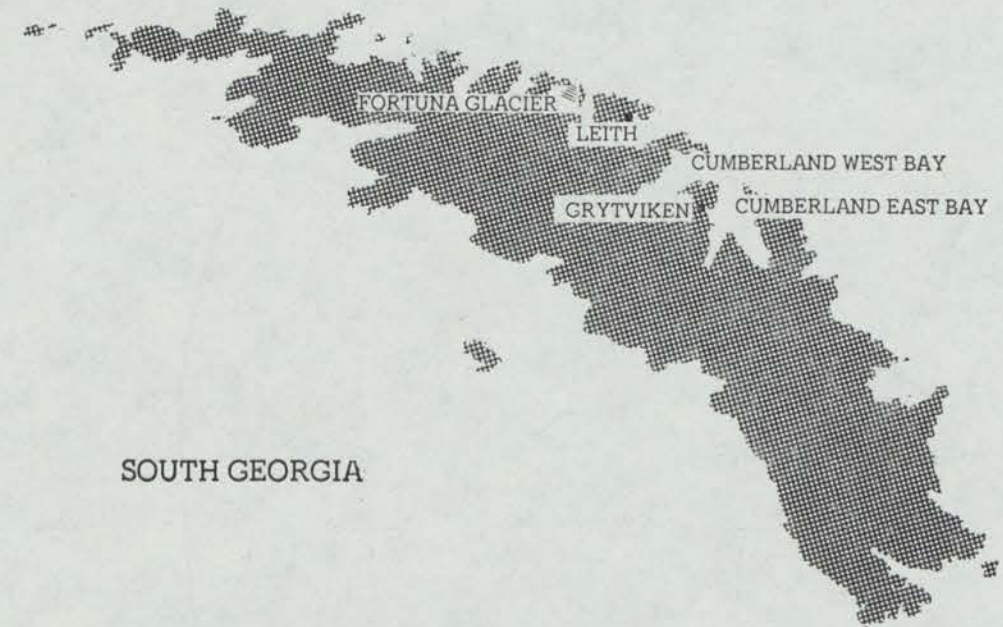 FORTUNA GLACIER
LEITH
CUMBERLAND WEST BAY
GRYTVIKEN
CUMBERLAND EAST BAY
SOUTH GEORGIA